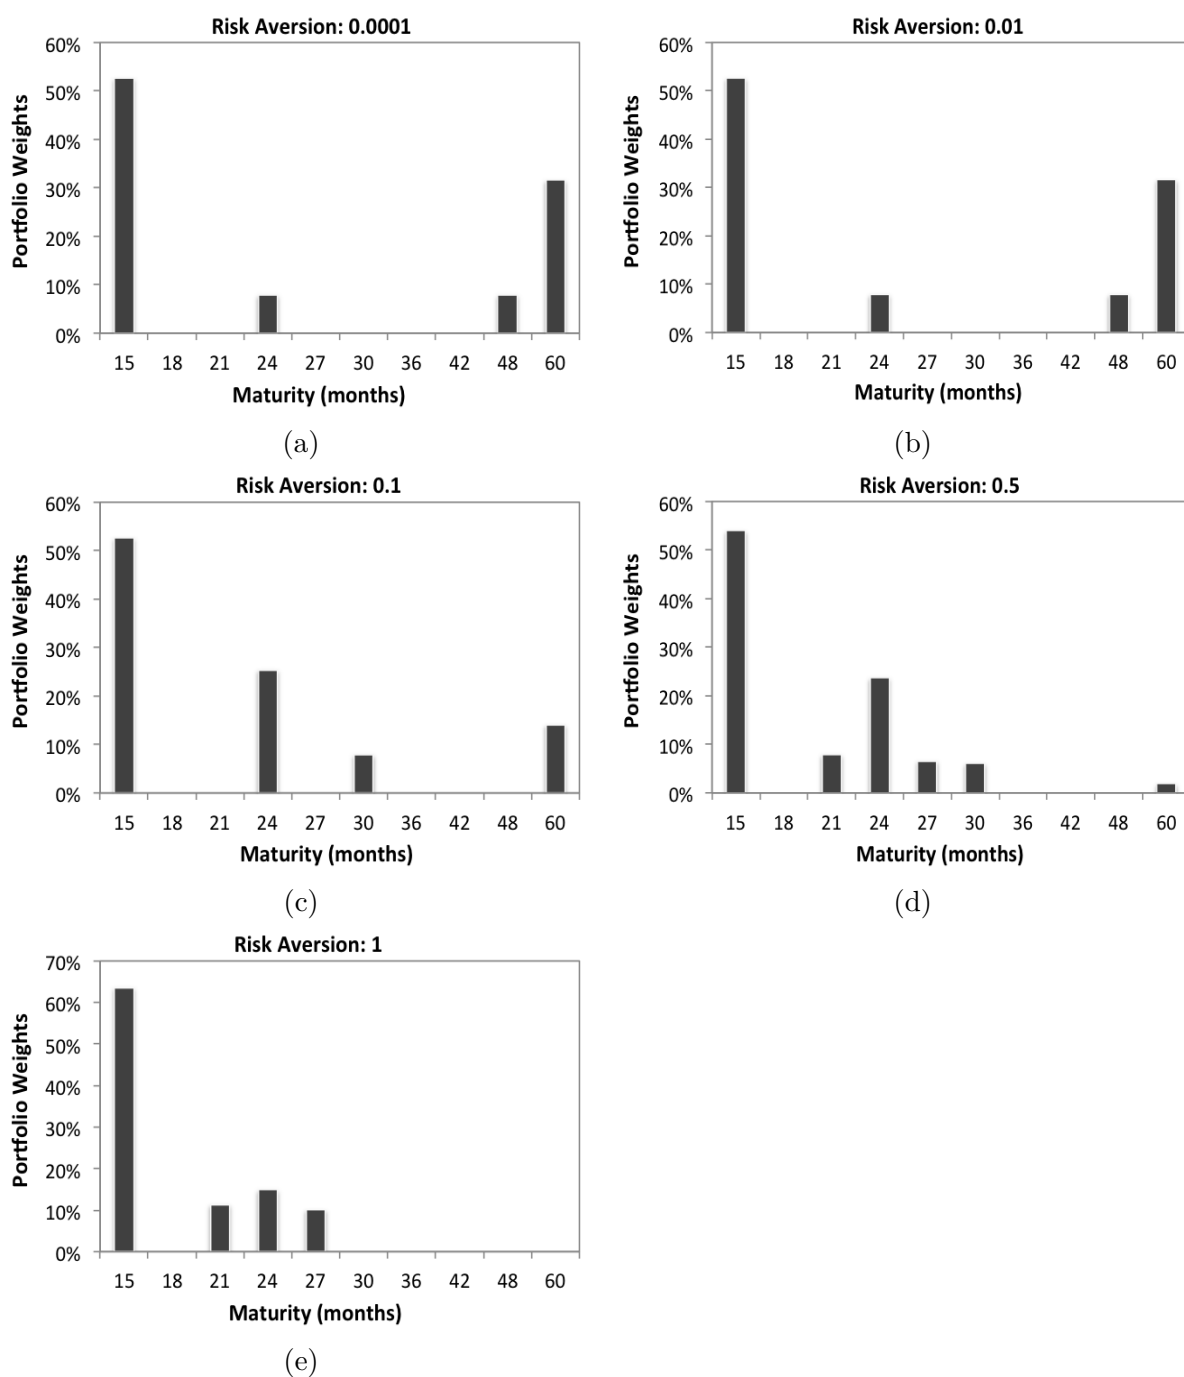 Risk Aversion: 0.0001
60%
50%
40%
30%
20%
10%
0%
Portfolio Weights
15 18 21 24 27 30 36 42 48 60
Maturity (months)
(a)
Risk Aversion: 0.01
60%
50%
40%
30%
20%
10%
0%
Portfolio Weights
15 18 21 24 27 30 36 42 48 60
Maturity (months)
(b)
Risk Aversion: 0.1
60%
50%
40%
30%
20%
10%
0%
Portfolio Weights
15 18 21 24 27 30 36 42 48 60
Maturity (months)
(c)
Risk Aversion: 0.5
60%
50%
40%
30%
20%
10%
0%
Portfolio Weights
15 18 21 24 27 30 36 42 48 60
Maturity (months)
(d)
Risk Aversion: 1
70%
60%
50%
40%
30%
20%
10%
0%
Portfolio Weights
15 18 21 24 27 30 36 42 48 60
Maturity (months)
(e)